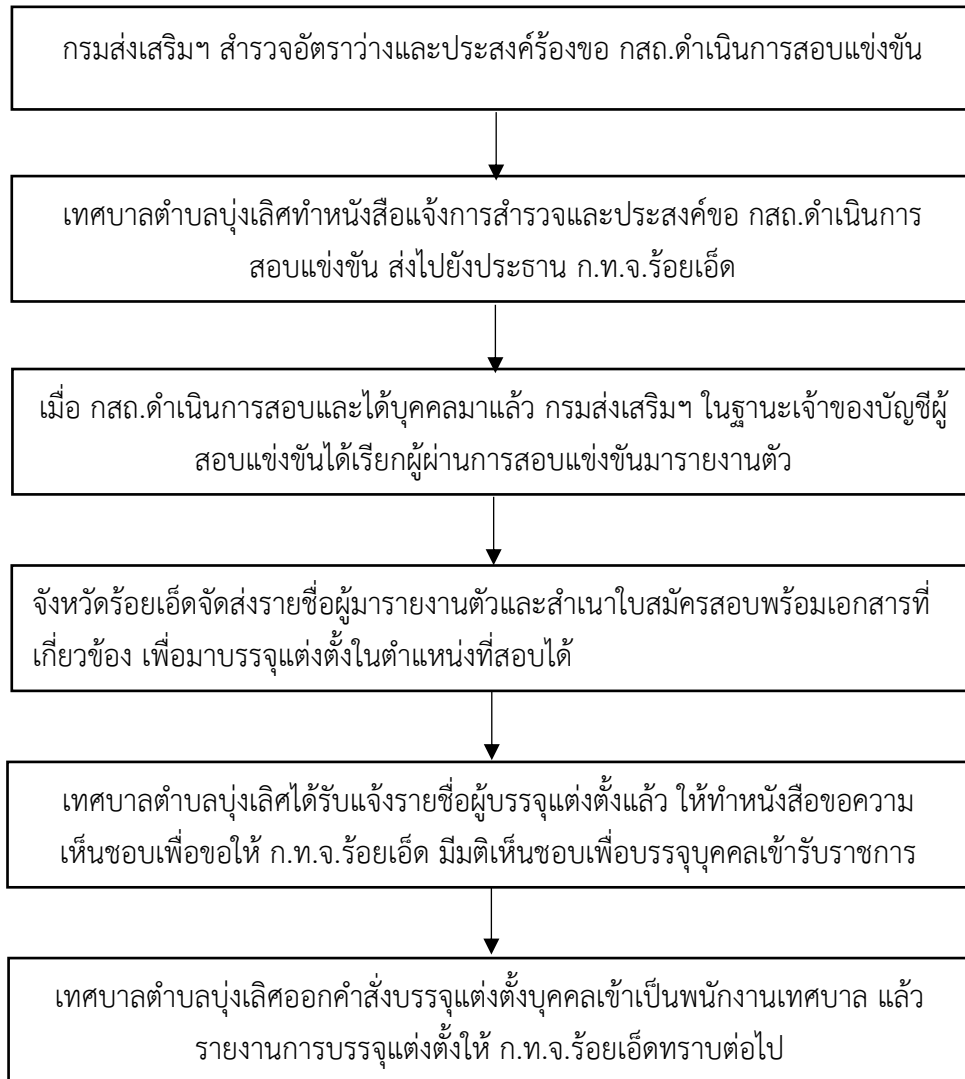 กรมส่งเสริมฯ สำรวจอัตราว่างและประสงค์ร้องขอ กสถ.ดำเนินการสอบแข่งขัน
เทศบาลตำบลบุ่งเลิศทำหนังสือแจ้งการสำรวจและประสงค์ขอ กสถ.ดำเนินการ
สอบแข่งขัน ส่งไปยังประธาน ก.ท.จ.ร้อยเอ็ด
เมื่อ กสถ.ดำเนินการสอบและได้บุคคลมาแล้ว กรมส่งเสริมฯ ในฐานะเจ้าของบัญชีผู้
สอบแข่งขันได้เรียกผู้ผ่านการสอบแข่งขันมารายงานตัว
จังหวัดร้อยเอ็ดจัดส่งรายชื่อผู้มารายงานตัวและสำเนาใบสมัครสอบพร้อมเอกสารที่
เกี่ยวข้อง เพื่อมาบรรจุแต่งตั้งในตำแหน่งที่สอบได้
เทศบาลตำบลบุ่งเลิศได้รับแจ้งรายชื่อผู้บรรจุแต่งตั้งแล้ว ให้ทำหนังสือขอความ
เห็นชอบเพื่อขอให้ ก.ท.จ.ร้อยเอ็ด มีมติเห็นชอบเพื่อบรรจุบุคคลเข้ารับราชการ
เทศบาลตำบลบุ่งเลิศออกคำสั่งบรรจุแต่งตั้งบุคคลเข้าเป็นพนักงานเทศบาล แล้ว
รายงานการบรรจุแต่งตั้งให้ ก.ท.จ.ร้อยเอ็ดทราบต่อไป